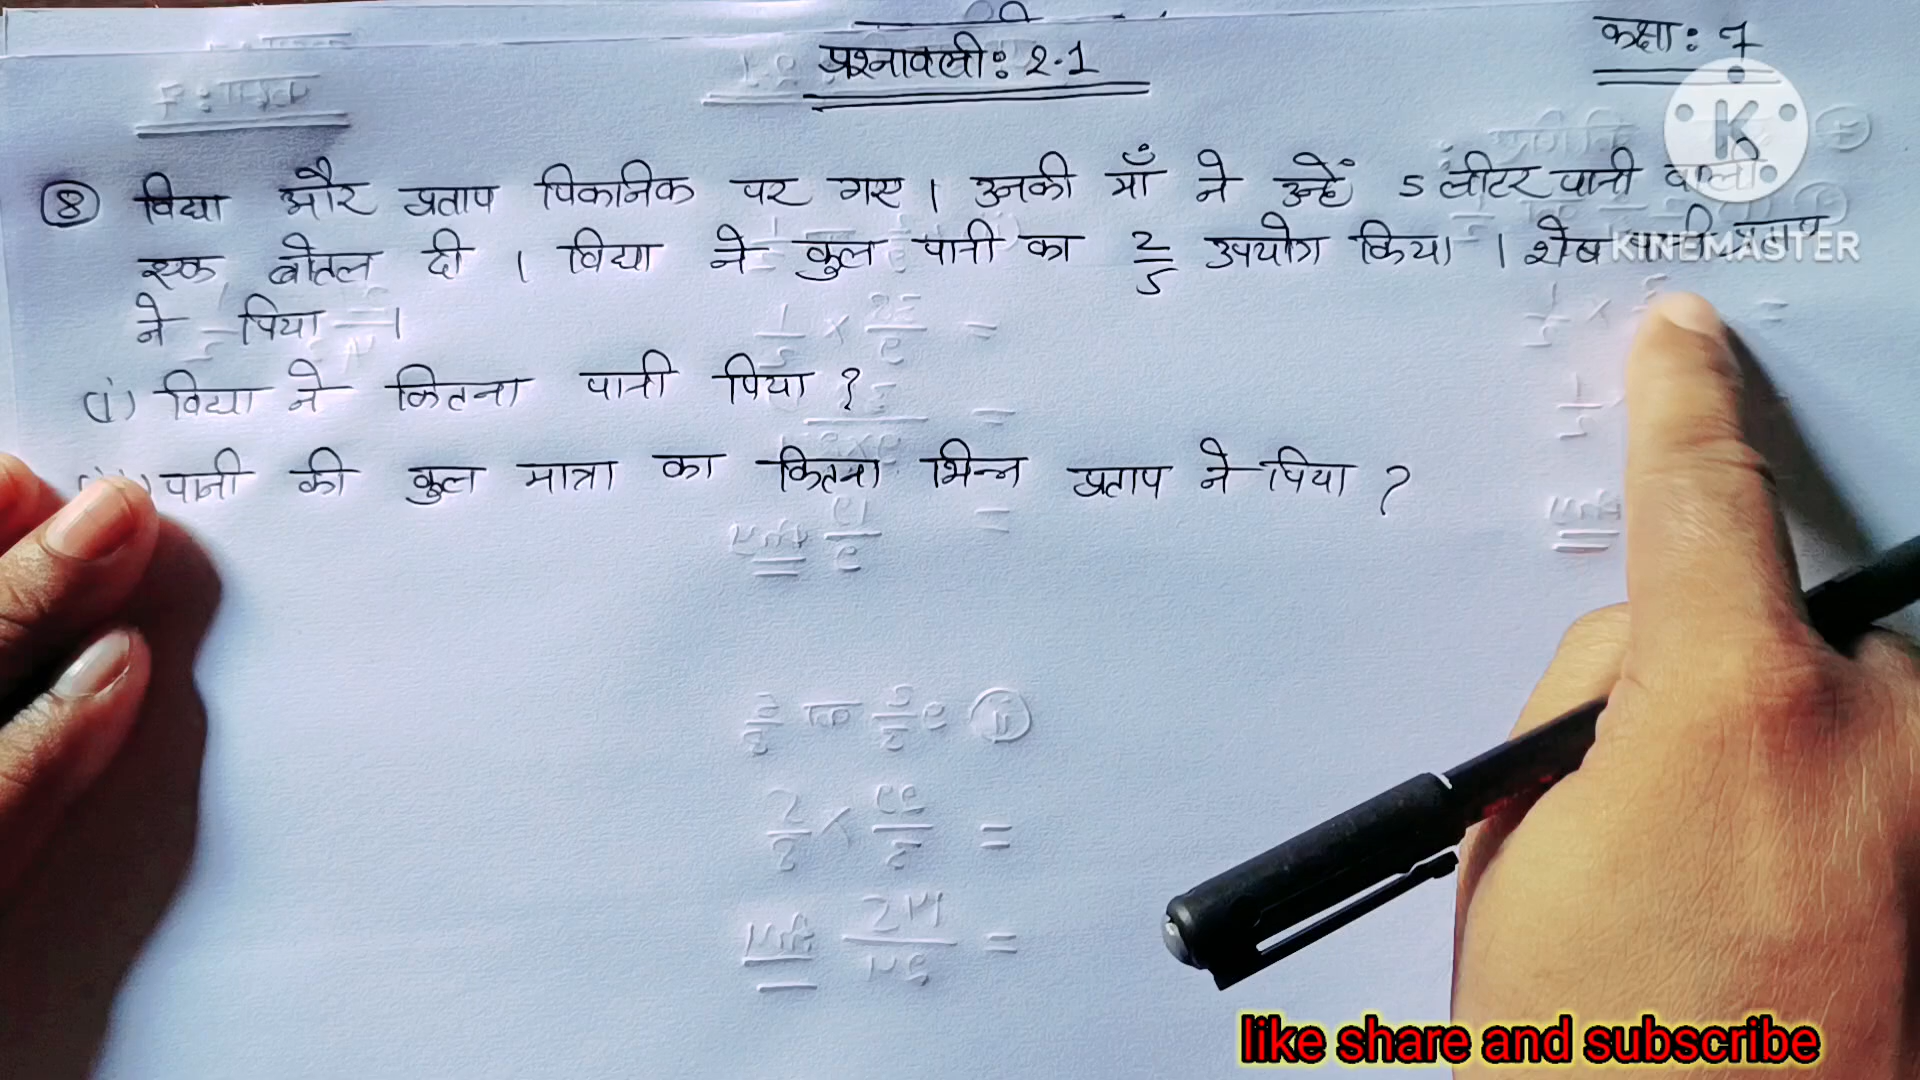 प्रश्नावली: 2.1
कक्षा: 7
⑧ विद्या और प्रताप पिकनिक पर गए। उनकी माँ ने उन्हें 5 लीटर पानी वाली
एक बोतल दी। विद्या ने कुल पानी का 2/5 उपयोग किया। शेष
ने पिया।
(i) विद्या ने कितना पानी पिया?
पानी की कुल मात्रा का कितना भिन्न प्रताप ने पिया?
K
KINEMASTER
like share and subscribe